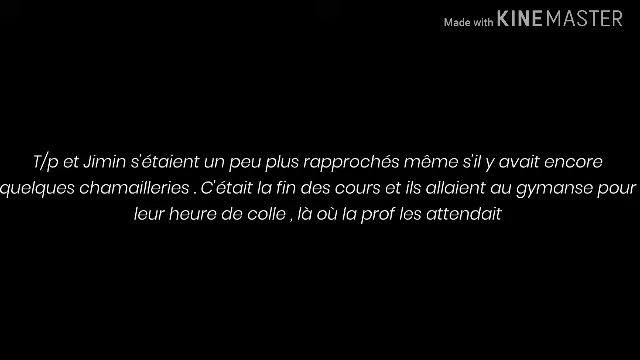 Made with KINEMASTER
T/p et Jimin s'étaient un peu plus rapprochés même s'il y avait encore
quelques chamailleries . C'était la fin des cours et ils allaient au gymanse pour
leur heure de colle , là où la prof les attendait